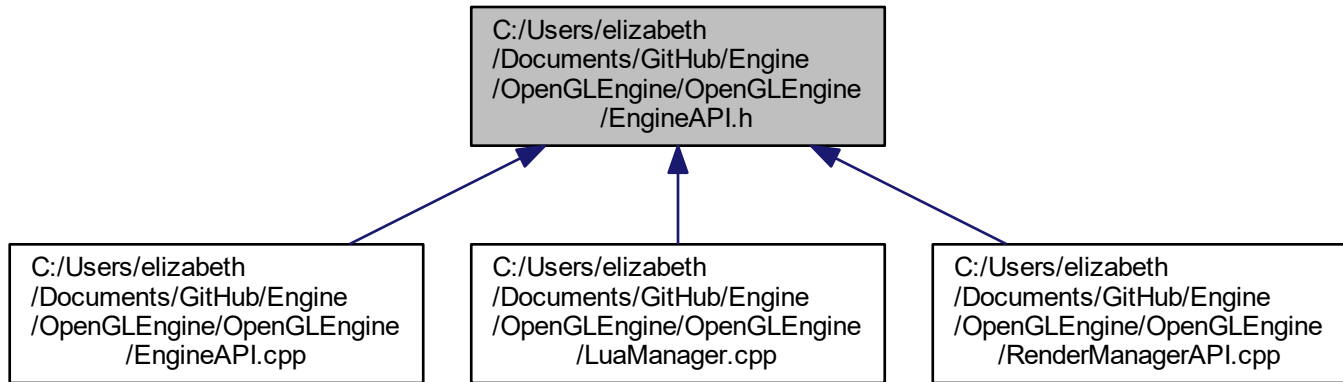 C:/Users/elizabeth
/Documents/GitHub/Engine
/OpenGLEngine/OpenGLEngine
/EngineAPI.h
C:/Users/elizabeth
/Documents/GitHub/Engine
/OpenGLEngine/OpenGLEngine
/EngineAPI.cpp
C:/Users/elizabeth
/Documents/GitHub/Engine
/OpenGLEngine/OpenGLEngine
/LuaManager.cpp
C:/Users/elizabeth
/Documents/GitHub/Engine
/OpenGLEngine/OpenGLEngine
/RenderManagerAPI.cpp